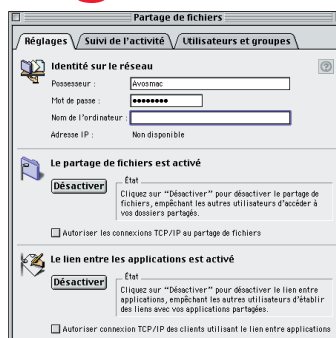 Partage de fichiers
Réglages Suivi de l'activité Utilisateurs et groupes
Identité sur le réseau
Possesseur : Avosmac
Mot de passe : ••••••••
Nom de l'ordinateur :
Adresse IP : Non disponible
Le partage de fichiers est activé
Désactiver
État
Cliquez sur "Désactiver" pour désactiver le partage de
fichiers, empêchant les autres utilisateurs d'accéder à
vos dossiers partagés.
Autoriser les connexions TCP/IP au partage de fichiers
Le lien entre les applications est activé
Désactiver
État
Cliquez sur "Désactiver" pour désactiver le lien entre
applications, empêchant les autres utilisateurs d'établir
des liens avec vos applications partagées.
Autoriser connexion TCP/IP des clients utilisant le lien entre applications